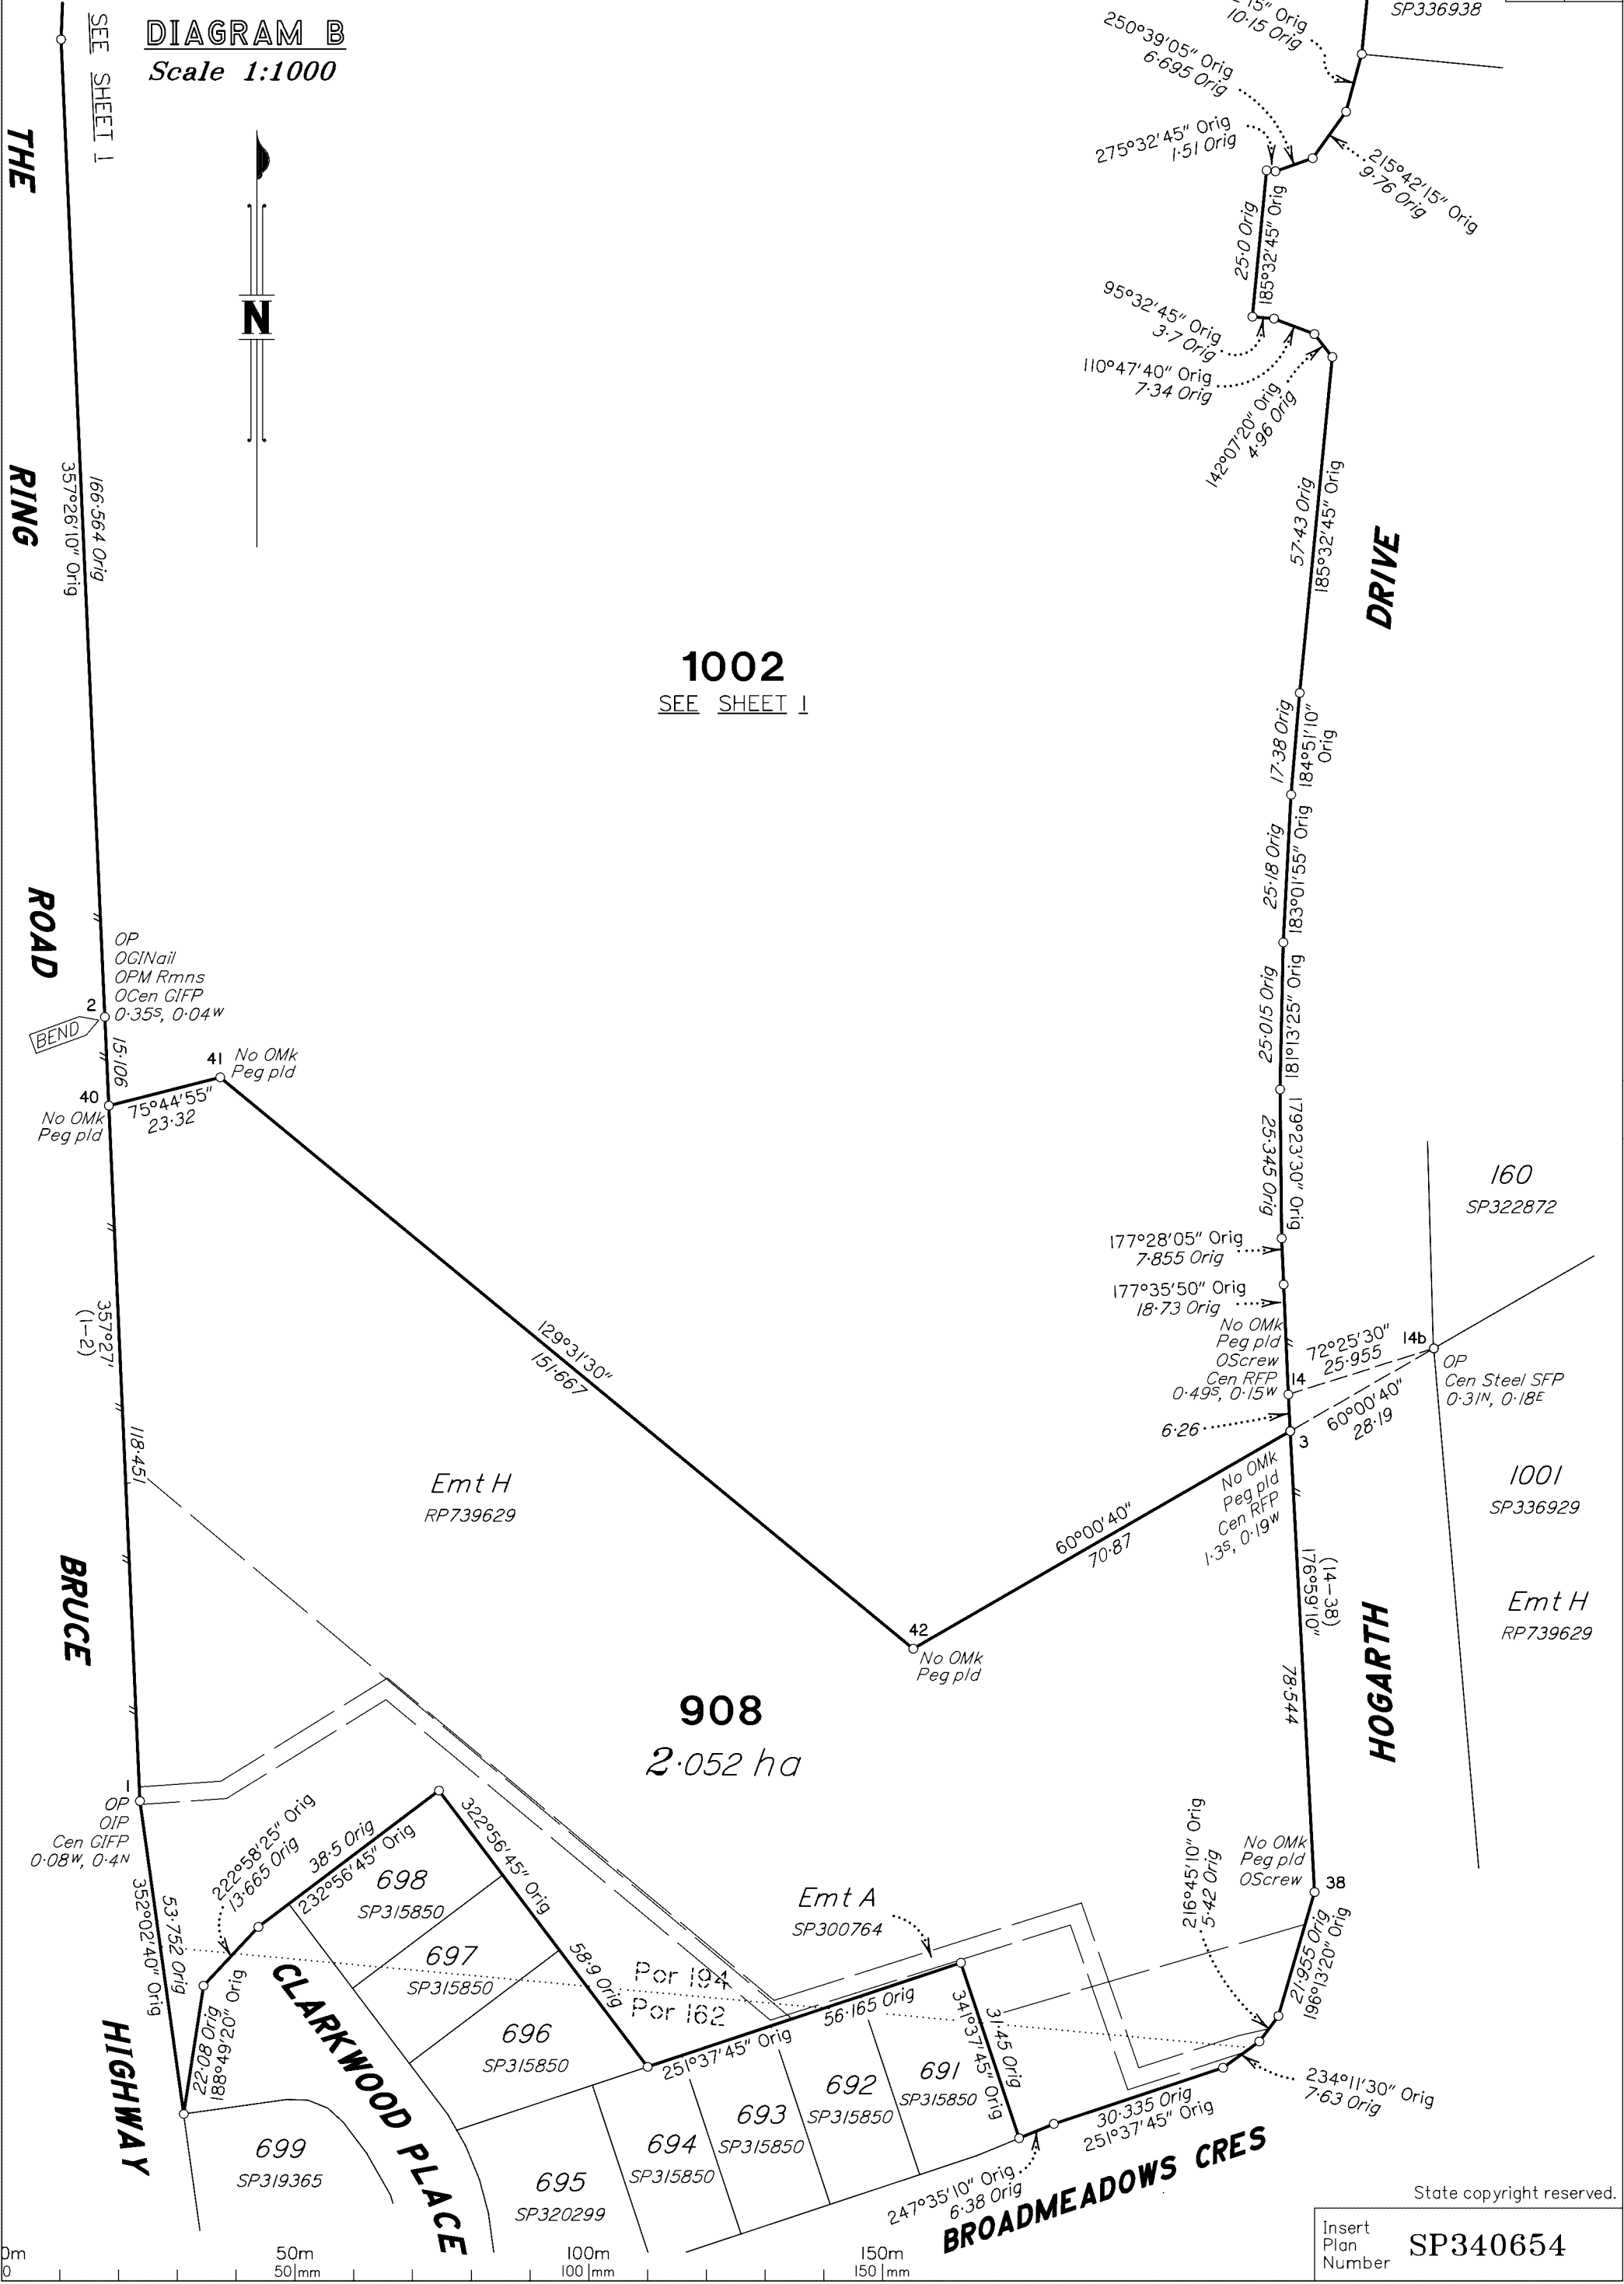 DIAGRAM B
Scale 1:1000
SEE SHEET 1
N
THE
RING
ROAD
BRUCE
HIGHWAY
166·564 Orig
357°26'10" Orig
1002
SEE SHEET 1
SP336938
15" Orig
10·15 Orig
250°39'05" Orig
6·695 Orig
275°32'45" Orig
1·51 Orig
215°42'15" Orig
9·76 Orig
25·0 Orig
185°32'45" Orig
95°32'45" Orig
3·7 Orig
110°47'40" Orig
7·34 Orig
142°07'20" Orig
4·96 Orig
57·43 Orig
185°32'45" Orig
DRIVE
17·38 Orig
184°51'10"
Orig
25·18 Orig
183°01'55" Orig
25·015 Orig
181°13'25" Orig
25·345 Orig
179°23'30" Orig
177°28'05" Orig
7·855 Orig
177°35'50" Orig
18·73 Orig
OP
OGINail
OPM Rmns
OCen GIFP
0·35S, 0·04W
2
BEND
15·106
41
No OMk
Peg pld
40
No OMk
Peg pld
75°44'55"
23·32
357°27'
(1-2)
118·451
129°31'30"
151·667
160
SP322872
No OMk
Peg pld
OScrew
Cen RFP
0·49S, 0·15W
14
72°25'30"
25·955
14b
OP
Cen Steel SFP
0·31N, 0·18E
6·26
60°00'40"
28·19
3
No OMk
Peg pld
Cen RFP
1·3S, 0·19W
60°00'40"
70·87
Emt H
RP739629
1001
SP336929
Emt H
RP739629
(14-38)
176°59'10"
78·544
HOGARTH
42
No OMk
Peg pld
908
2·052 ha
1
OP
OIP
Cen GIFP
0·08W, 0·4N
53·752 Orig
352°02'40" Orig
222°58'25" Orig
13·665 Orig
38·5 Orig
232°56'45" Orig
322°56'45" Orig
58·9 Orig
22·08 Orig
188°49'20" Orig
698
SP315850
697
SP315850
696
SP315850
Por 194
Por 162
Emt A
SP300764
216°45'10" Orig
5·42 Orig
No OMk
Peg pld
OScrew
38
21·955 Orig
196°13'20" Orig
56·165 Orig
251°37'45" Orig
31·45 Orig
341°37'45" Orig
691
SP315850
692
SP315850
693
SP315850
694
SP315850
695
SP320299
699
SP319365
CLARKWOOD PLACE
234°11'30" Orig
7·63 Orig
30·335 Orig
251°37'45" Orig
247°35'10" Orig
6·38 Orig
BROADMEADOWS CRES
State copyright reserved.
Insert
Plan
Number
SP340654
0m 50m 100m 150m
0 50 mm 100 mm 150 mm